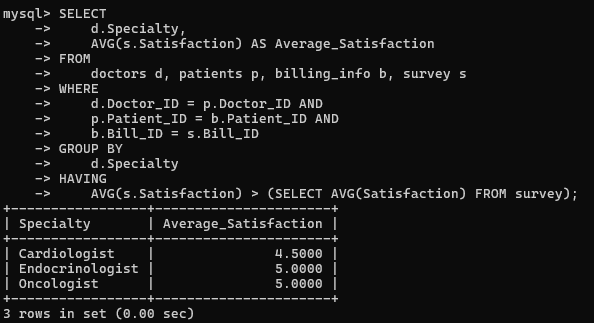 mysql> SELECT
    ->     d.Specialty,
    ->     AVG(s.Satisfaction) AS Average_Satisfaction
    -> FROM
    ->     doctors d, patients p, billing_info b, survey s
    -> WHERE
    ->     d.Doctor_ID = p.Doctor_ID AND
    ->     p.Patient_ID = b.Patient_ID AND
    ->     b.Bill_ID = s.Bill_ID
    -> GROUP BY
    ->     d.Specialty
    -> HAVING
    ->     AVG(s.Satisfaction) > (SELECT AVG(Satisfaction) FROM survey);
+-----------------+----------------------+
| Specialty       | Average_Satisfaction |
+-----------------+----------------------+
| Cardiologist    |               4.5000 |
| Endocrinologist |               5.0000 |
| Oncologist      |               5.0000 |
+-----------------+----------------------+
3 rows in set (0.00 sec)